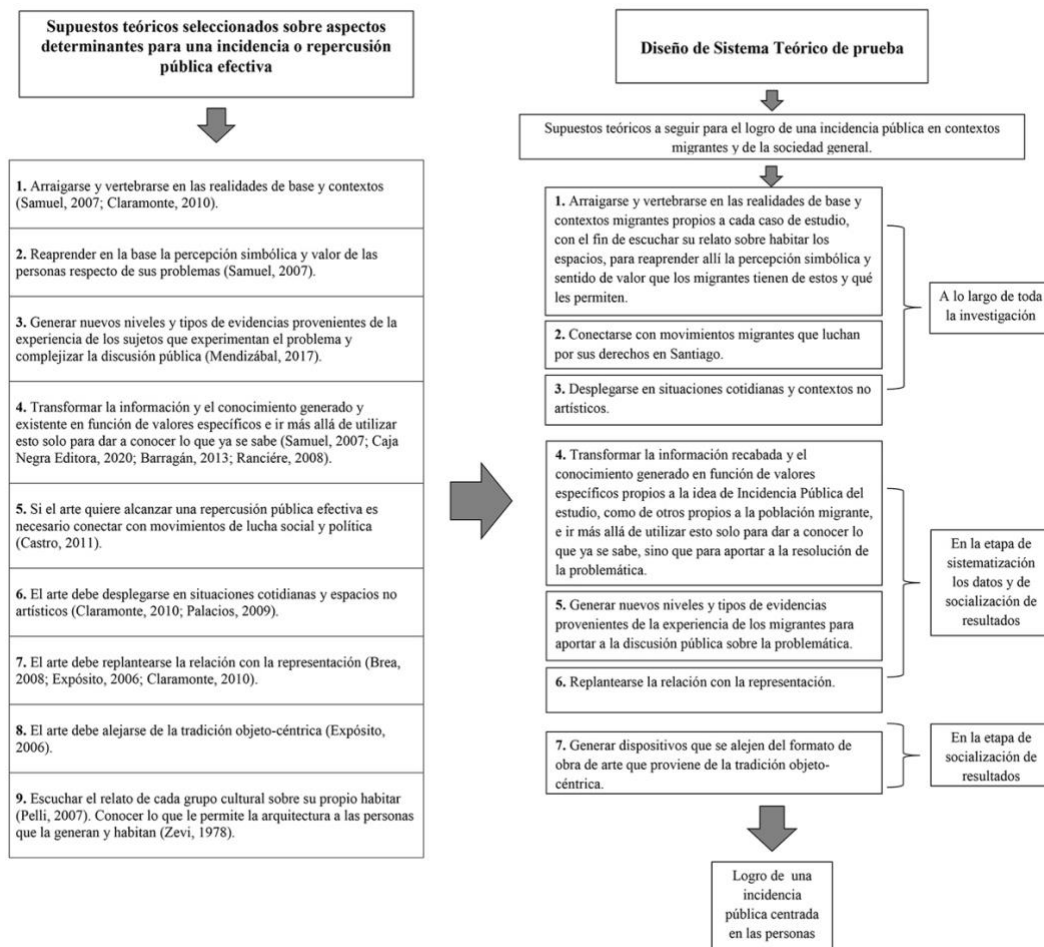 Supuestos teóricos seleccionados sobre aspectos
determinantes para una incidencia o repercusión
pública efectiva
1. Arraigarse y vertebrarse en las realidades de base y contextos
(Samuel, 2007; Claramonte, 2010).
2. Reaprender en la base la percepción simbólica y valor de las
personas respecto de sus problemas (Samuel, 2007).
3. Generar nuevos niveles y tipos de evidencias provenientes de la
experiencia de los sujetos que experimentan el problema y
complejizar la discusión pública (Mendizábal, 2017).
4. Transformar la información y el conocimiento generado y
existente en función de valores específicos e ir más allá de utilizar
esto solo para dar a conocer lo que ya se sabe (Samuel, 2007; Caja
Negra Editora, 2020; Barragán, 2013; Ranciére, 2008).
5. Si el arte quiere alcanzar una repercusión pública efectiva es
necesario conectar con movimientos de lucha social y política
(Castro, 2011).
6. El arte debe desplegarse en situaciones cotidianas y espacios no
artísticos (Claramonte, 2010; Palacios, 2009).
7. El arte debe replantearse la relación con la representación (Brea,
2008; Expósito, 2006; Claramonte, 2010).
8. El arte debe alejarse de la tradición objeto-céntrica (Expósito,
2006).
9. Escuchar el relato de cada grupo cultural sobre su propio habitar
(Pelli, 2007). Conocer lo que le permite la arquitectura a las personas
que la generan y habitan (Zevi, 1978).
Diseño de Sistema Teórico de prueba
Supuestos teóricos a seguir para el logro de una incidencia pública en contextos
migrantes y de la sociedad general.
1. Arraigarse y vertebrarse en las realidades de base y
contextos migrantes propios a cada caso de estudio,
con el fin de escuchar su relato sobre habitar los
espacios, para reaprender allí la percepción simbólica y
sentido de valor que los migrantes tienen de estos y qué
les permiten.
2. Conectarse con movimientos migrantes que luchan
por sus derechos en Santiago.
3. Desplegarse en situaciones cotidianas y contextos no
artísticos.
A lo largo de toda
la investigación
4. Transformar la información recabada y el
conocimiento generado en función de valores
específicos propios a la idea de Incidencia Pública del
estudio, como de otros propios a la población migrante,
e ir más allá de utilizar esto solo para dar a conocer lo
que ya se sabe, sino que para aportar a la resolución de
la problemática.
5. Generar nuevos niveles y tipos de evidencias
provenientes de la experiencia de los migrantes para
aportar a la discusión pública sobre la problemática.
6. Replantearse la relación con la representación.
En la etapa de
sistematización
los datos y de
socialización de
resultados
7. Generar dispositivos que se alejen del formato de
obra de arte que proviene de la tradición objeto-
céntrica.
En la etapa de
socialización de
resultados
Logro de una
incidencia
pública centrada
en las personas